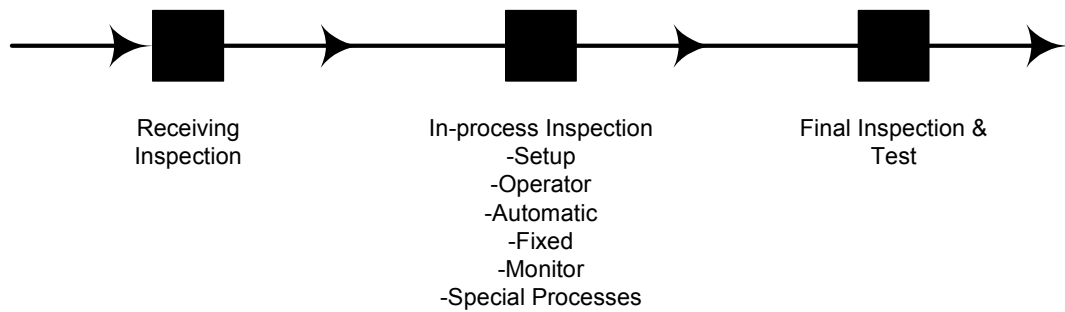 Receiving
Inspection
In-process Inspection
-Setup
-Operator
-Automatic
-Fixed
-Monitor
-Special Processes
Final Inspection &
Test